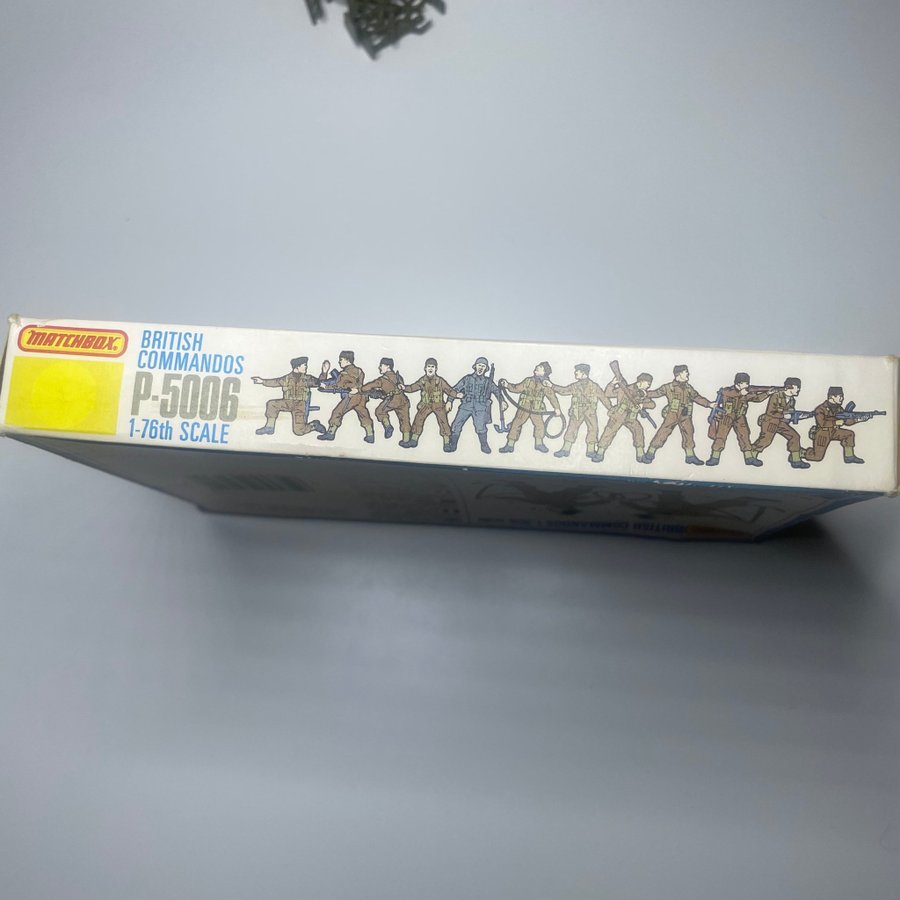 MATCHBOX
BRITISH
COMMANDOS
P-5006
1-76th SCALE